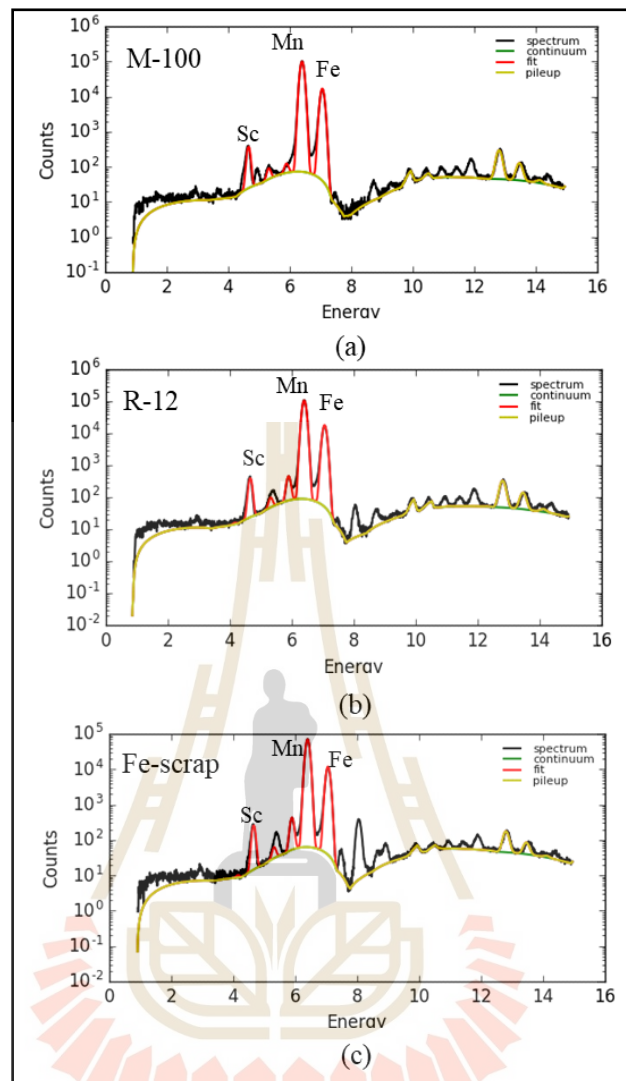 10⁶
10⁵
10⁴
10³
10²
10¹
10⁰
10⁻¹
Counts
M-100
Mn
Fe
Sc
spectrum
continuum
fit
pileup
0 2 4 6 8 10 12 14 16
Energy
(a)
10⁶
10⁵
10⁴
10³
10²
10¹
10⁰
10⁻¹
10⁻²
Counts
R-12
Mn
Fe
Sc
spectrum
continuum
fit
pileup
0 2 4 6 8 10 12 14 16
Energy
(b)
10⁵
10⁴
10³
10²
10¹
10⁰
10⁻¹
10⁻²
Counts
Fe-scrap
Mn
Fe
Sc
spectrum
continuum
fit
pileup
0 2 4 6 8 10 12 14 16
Energy
(c)